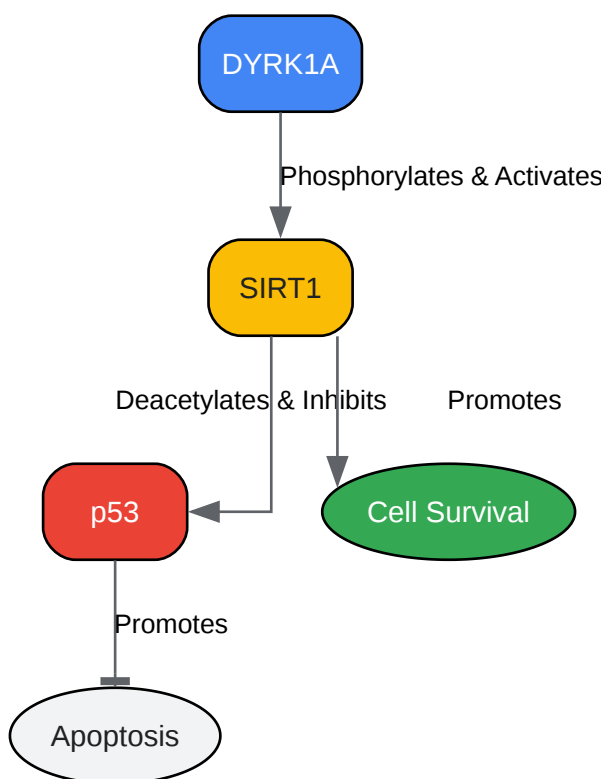 DYRK1A
Phosphorylates & Activates
SIRT1
Deacetylates & Inhibits
Promotes
p53
Cell Survival
Promotes
Apoptosis